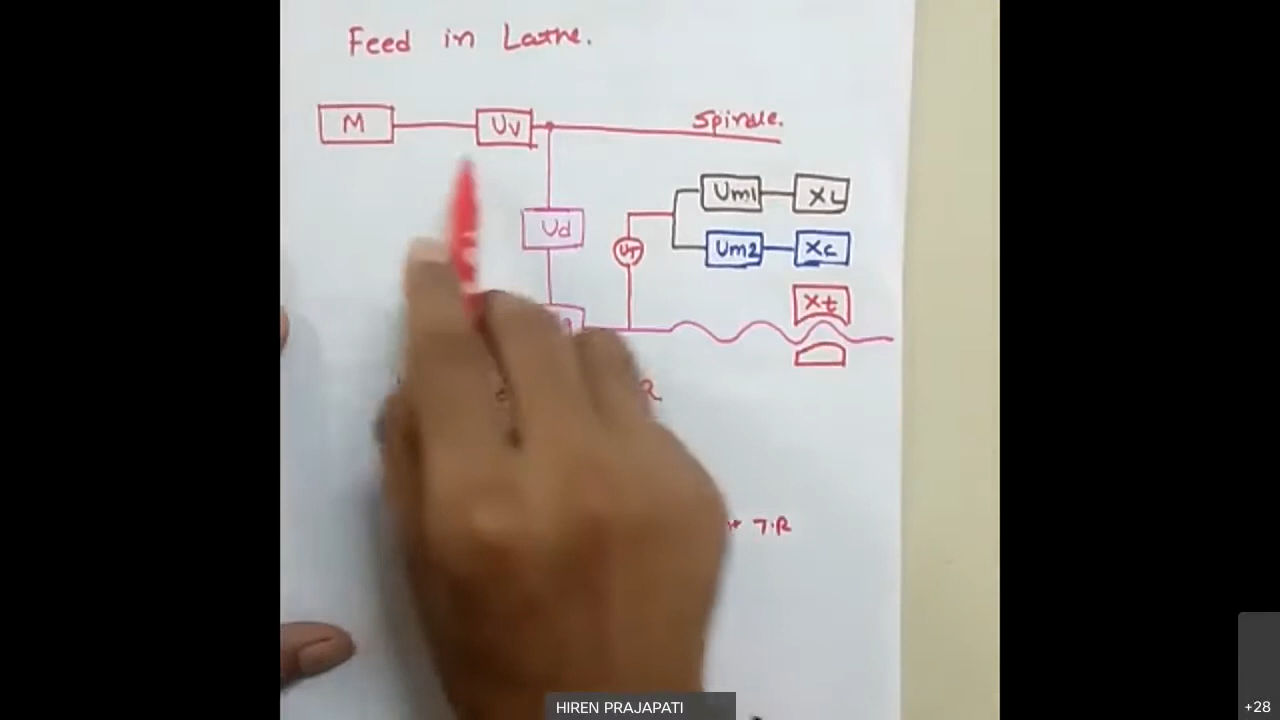 Feed in Lathe.
M
Uv
Spindle.
Ud
UT
Um1
XL
Um2
Xc
Xt
R
* T.R
HIREN PRAJAPATI
+28